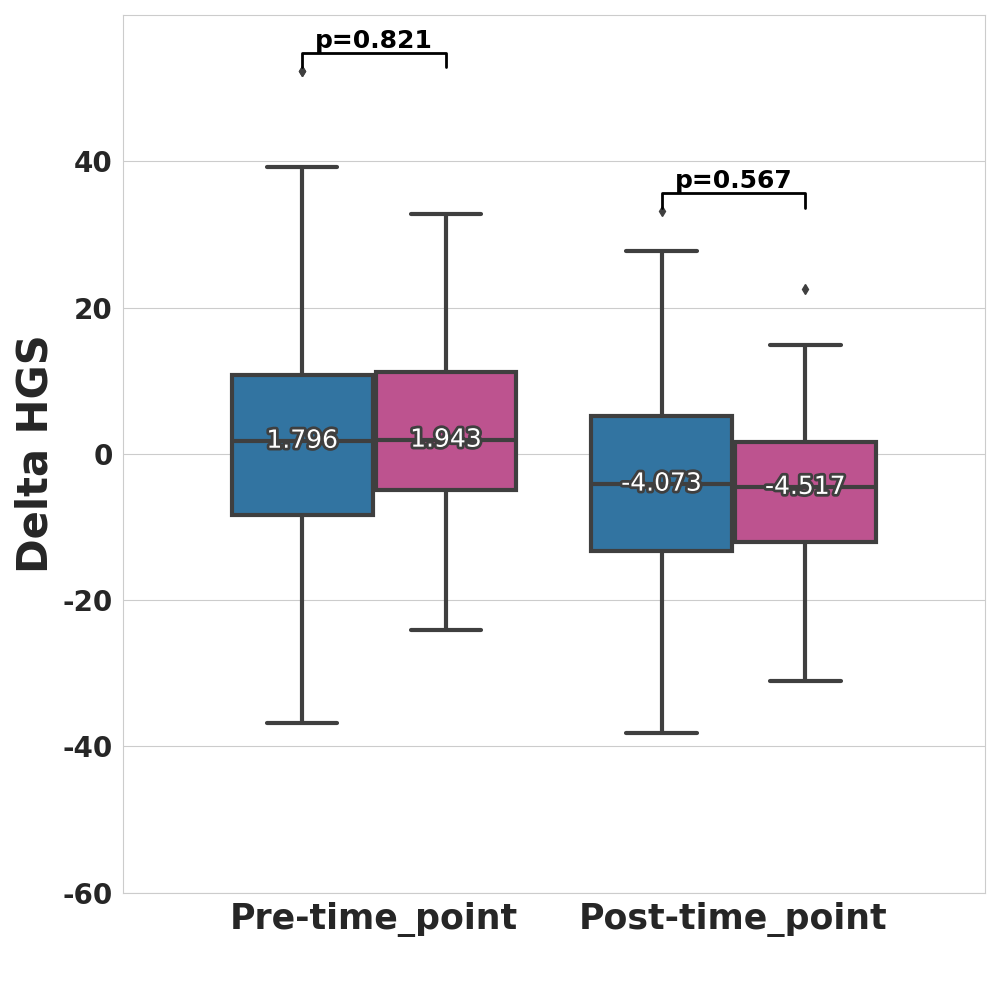 p=0.821
p=0.567
40
20
0
-20
-40
-60
Delta HGS
1.796
1.943
-4.073
-4.517
Pre-time_point
Post-time_point